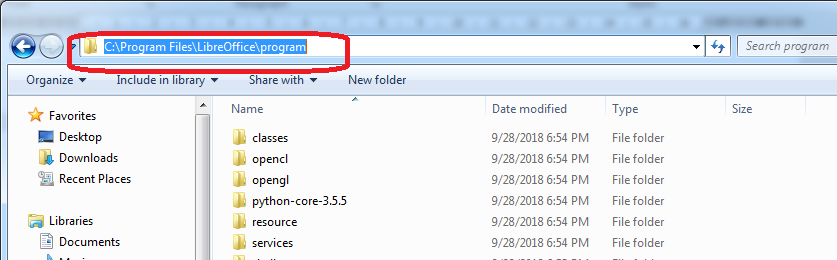 C:\Program Files\LibreOffice\program
Search program
Organize Include in library Share with New folder
Name Date modified Type Size
Favorites
Desktop
Downloads
Recent Places
Libraries
Documents
classes 9/28/2018 6:54 PM File folder
opencl 9/28/2018 6:54 PM File folder
opengl 9/28/2018 6:54 PM File folder
python-core-3.5.5 9/28/2018 6:54 PM File folder
resource 9/28/2018 6:54 PM File folder
services 9/28/2018 6:54 PM File folder